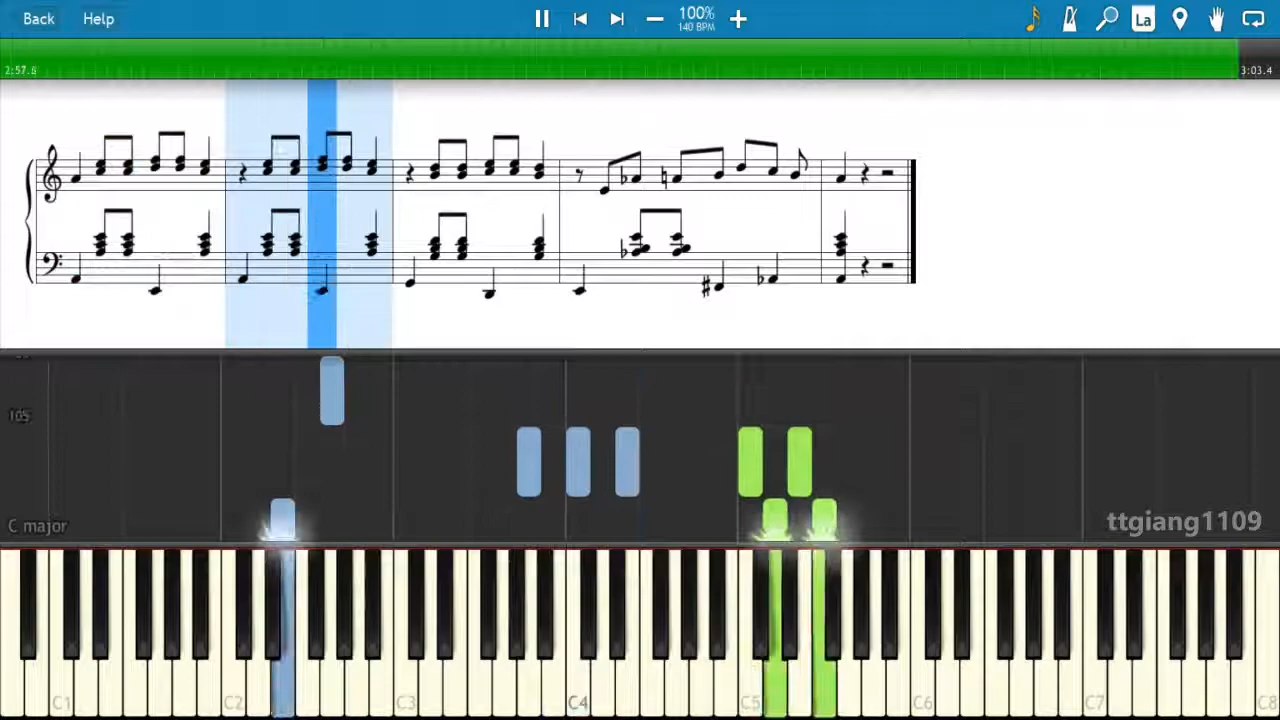 Back Help
100%
140 BPM
La
2:57.6
3:03.4
105
C major
ttgiang1109
C1 C2 C3 C4 C5 C6 C7 C8